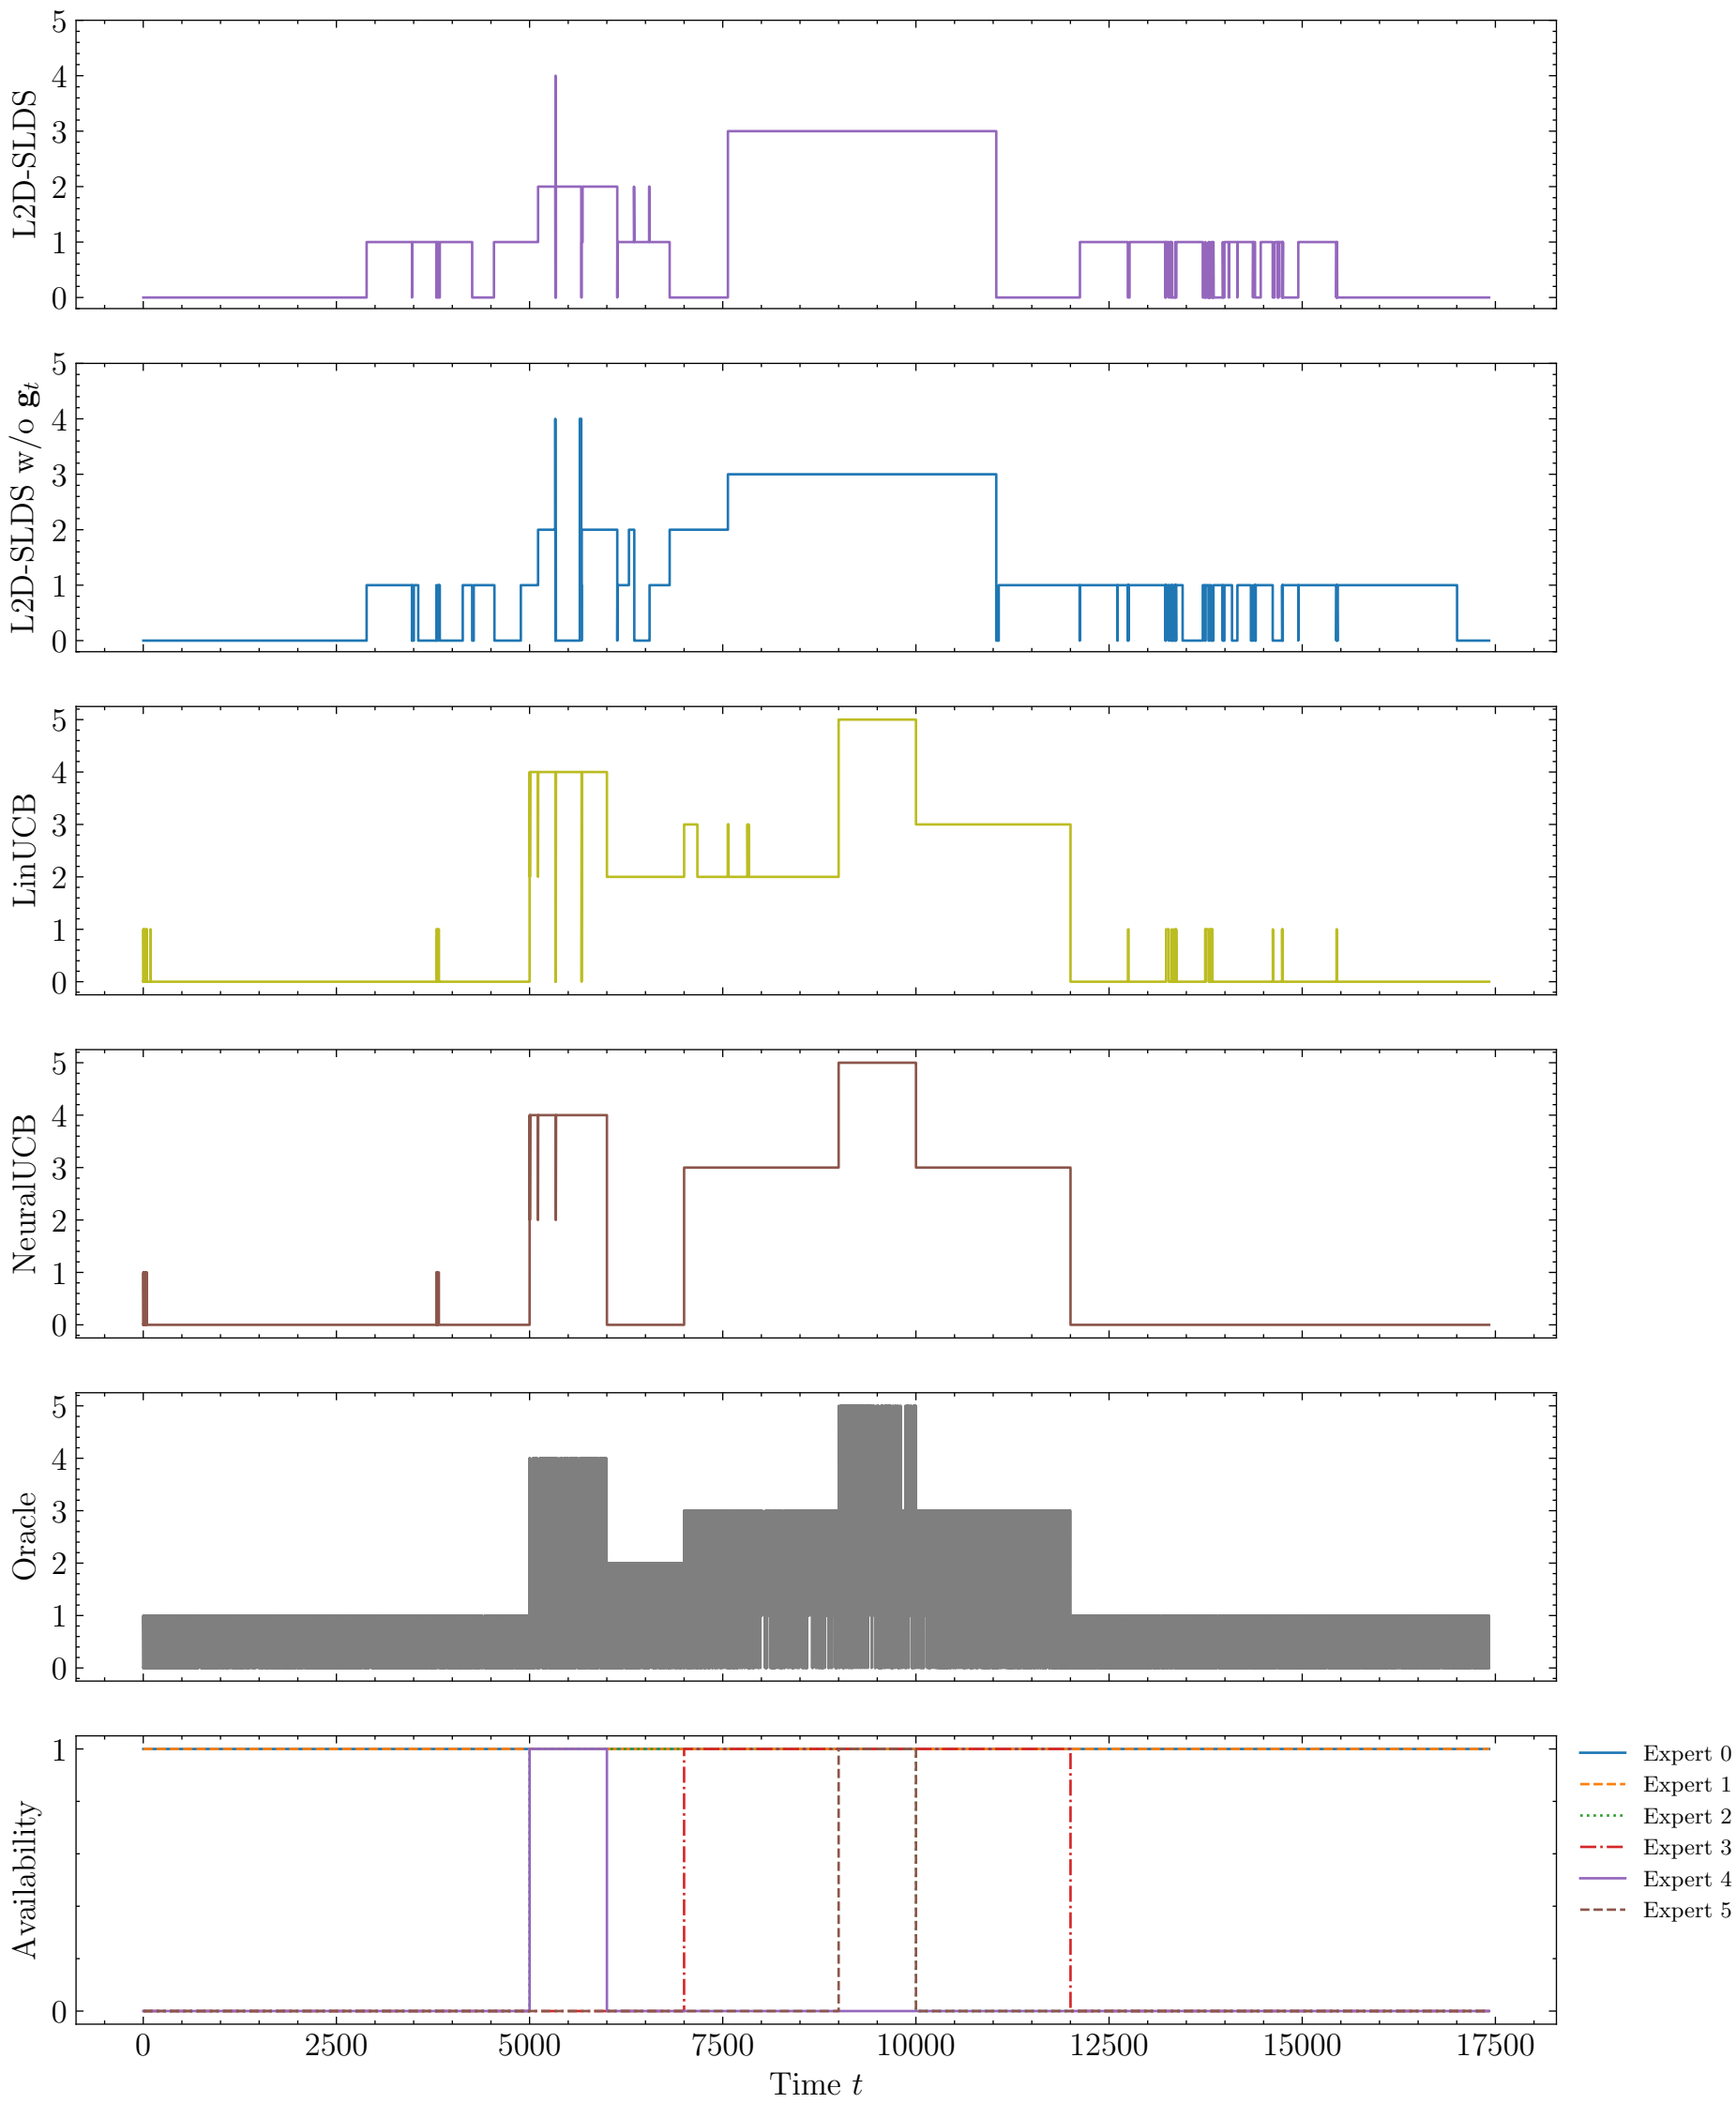 L2D-SLDS
5
4
3
2
1
0
L2D-SLDS w/o gₜ
5
4
3
2
1
0
LinUCB
5
4
3
2
1
0
NeuralUCB
5
4
3
2
1
0
Oracle
5
4
3
2
1
0
Availability
1
0
0 2500 5000 7500 10000 12500 15000 17500
Time t
Expert 0
Expert 1
Expert 2
Expert 3
Expert 4
Expert 5